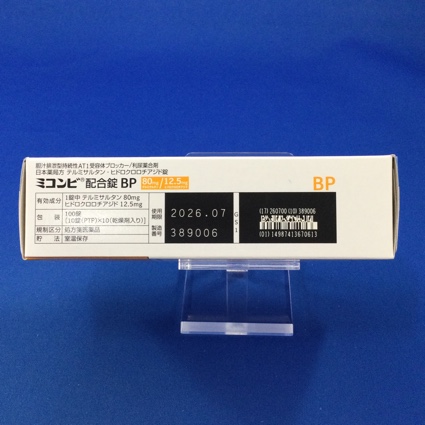 胆汁排泄型持続性AT1受容体ブロッカー/利尿薬合剤
日本薬局方 テルミサルタン・ヒドロクロロチアジド錠
ミコンビ®配合錠BP 80mg/12.5mg
BP
有効成分 1錠中 テルミサルタン 80mg
ヒドロクロロチアジド 12.5mg
包装 100錠
[10錠(PTP)×10(乾燥剤入り)]
規制区分 処方箋医薬品
貯法 室温保存
使用期限 2026.07
製造番号 389006
GS1
(17) 260700 (10) 389006
(01) 14987413670613